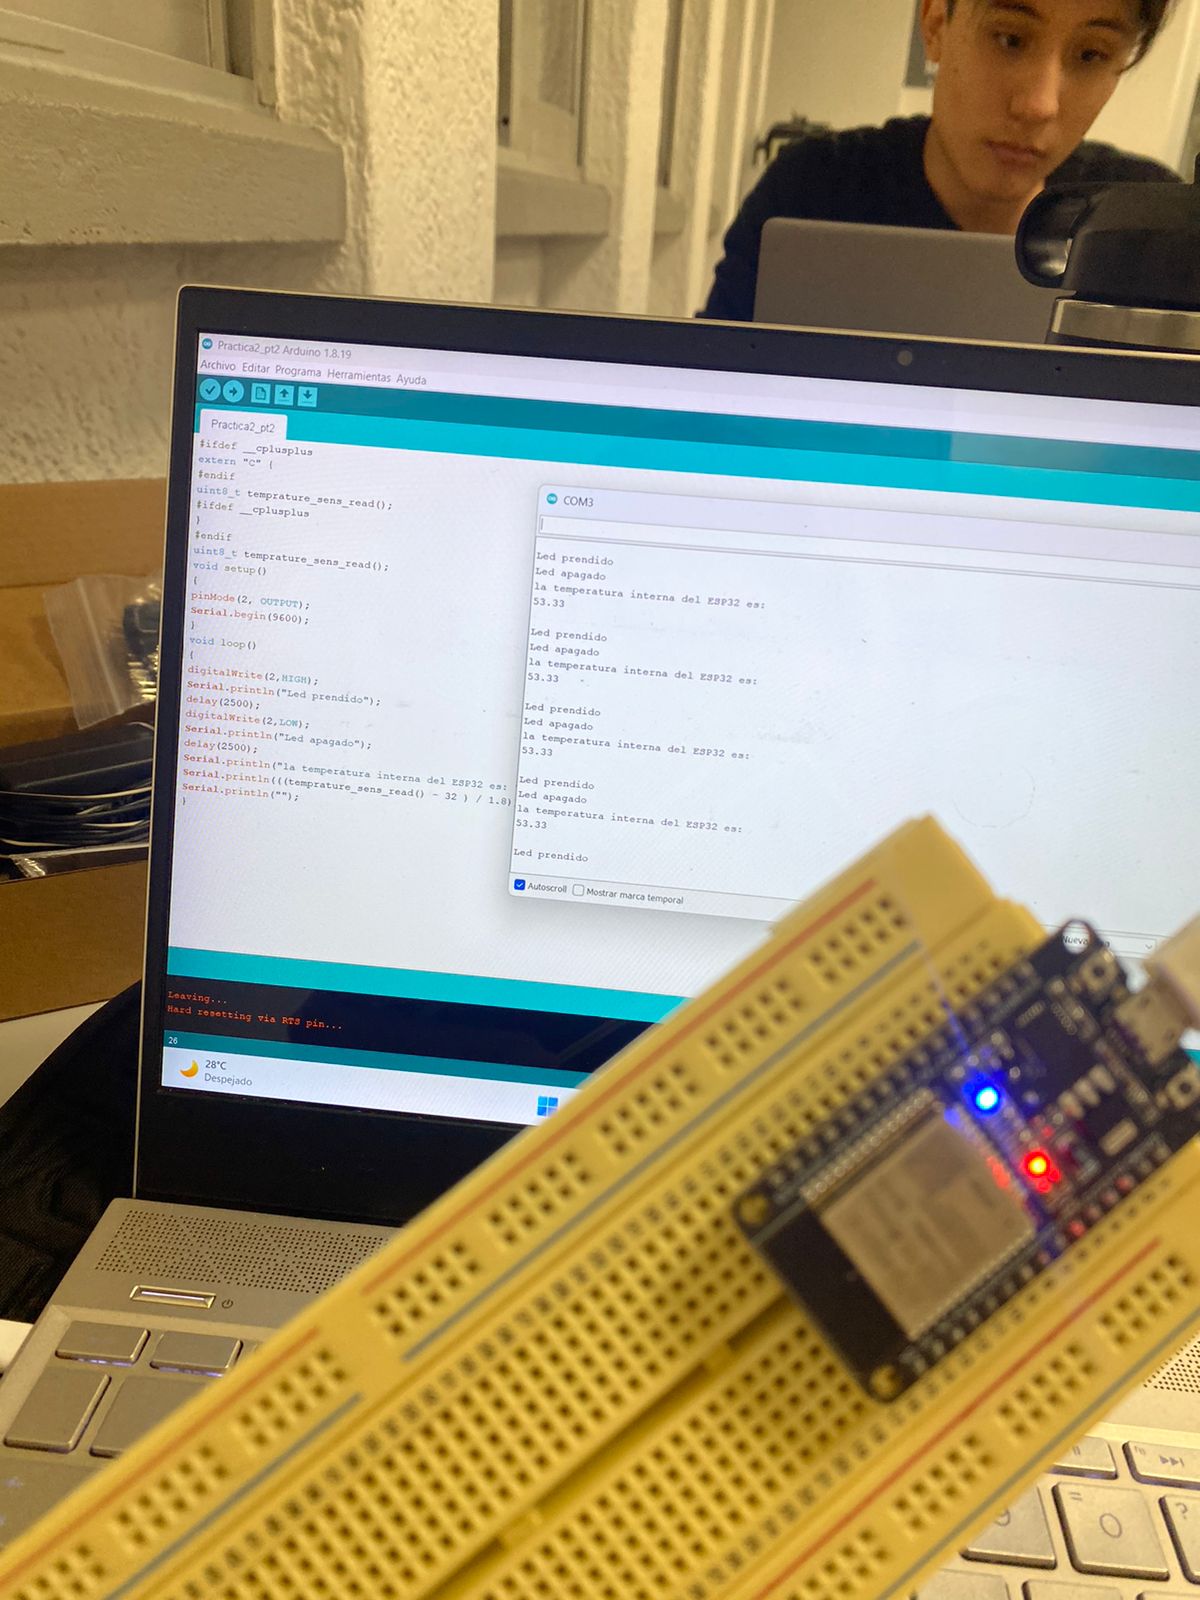 Practica2_pt2 Arduino 1.8.19
Archivo Editar Programa Herramientas Ayuda
Practica2_pt2
#ifdef __cplusplus
extern "C" {
#endif
uint8_t temprature_sens_read();
#ifdef __cplusplus
}
#endif
uint8_t temprature_sens_read();
void setup()
{
pinMode(2, OUTPUT);
Serial.begin(9600);
}
void loop()
{
digitalWrite(2,HIGH);
Serial.println("Led prendido");
delay(2500);
digitalWrite(2,LOW);
Serial.println("Led apagado");
delay(2500);
Serial.println("la temperatura interna del ESP32 es:
Serial.println(((temprature_sens_read() - 32 ) / 1.8)
Serial.println("");
}
COM3
Led prendido
Led apagado
la temperatura interna del ESP32 es:
53.33
Led prendido
Led apagado
la temperatura interna del ESP32 es:
53.33
Led prendido
Led apagado
la temperatura interna del ESP32 es:
53.33
Led prendido
Led apagado
la temperatura interna del ESP32 es:
53.33
Led prendido
Autoscroll Mostrar marca temporal
Leaving...
Hard resetting via RTS pin...
26
28°C
Despejado